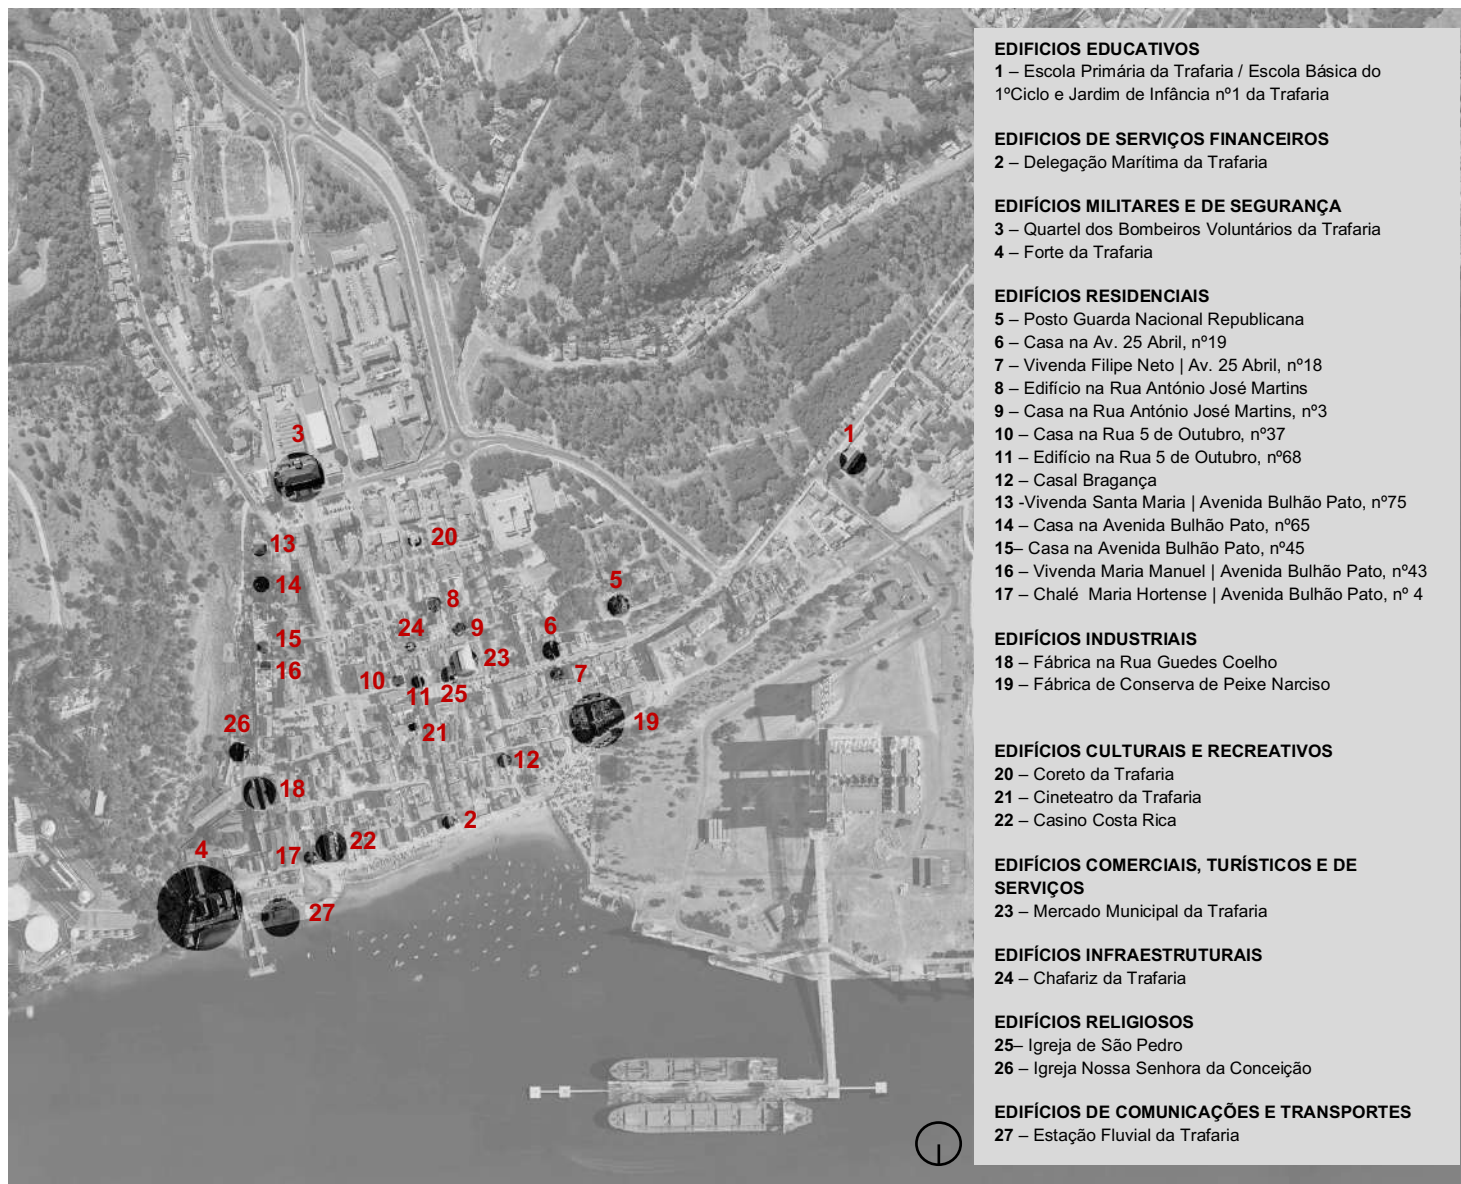 EDIFICIOS EDUCATIVOS
1 – Escola Primária da Trafaria / Escola Básica do
1ºCiclo e Jardim de Infância nº1 da Trafaria
EDIFICIOS DE SERVIÇOS FINANCEIROS
2 – Delegação Marítima da Trafaria
EDIFÍCIOS MILITARES E DE SEGURANÇA
3 – Quartel dos Bombeiros Voluntários da Trafaria
4 – Forte da Trafaria
EDIFÍCIOS RESIDENCIAIS
5 – Posto Guarda Nacional Republicana
6 – Casa na Av. 25 Abril, nº19
7 – Vivenda Filipe Neto | Av. 25 Abril, nº18
8 – Edifício na Rua António José Martins
9 – Casa na Rua António José Martins, nº3
10 – Casa na Rua 5 de Outubro, nº37
11 – Edifício na Rua 5 de Outubro, nº68
12 – Casal Bragança
13 -Vivenda Santa Maria | Avenida Bulhão Pato, nº75
14 – Casa na Avenida Bulhão Pato, nº65
15– Casa na Avenida Bulhão Pato, nº45
16 – Vivenda Maria Manuel | Avenida Bulhão Pato, nº43
17 – Chalé  Maria Hortense | Avenida Bulhão Pato, nº 4
EDIFÍCIOS INDUSTRIAIS
18 – Fábrica na Rua Guedes Coelho
19 – Fábrica de Conserva de Peixe Narciso
EDIFÍCIOS CULTURAIS E RECREATIVOS
20 – Coreto da Trafaria
21 – Cineteatro da Trafaria
22 – Casino Costa Rica
EDIFÍCIOS COMERCIAIS, TURÍSTICOS E DE
SERVIÇOS
23 – Mercado Municipal da Trafaria
EDIFÍCIOS INFRAESTRUTURAIS
24 – Chafariz da Trafaria
EDIFÍCIOS RELIGIOSOS
25– Igreja de São Pedro
26 – Igreja Nossa Senhora da Conceição
EDIFÍCIOS DE COMUNICAÇÕES E TRANSPORTES
27 – Estação Fluvial da Trafaria
3
1
20
13
14
5
8
24
9
6
15
23
16
7
10
11
25
26
21
19
12
18
2
22
4
17
27